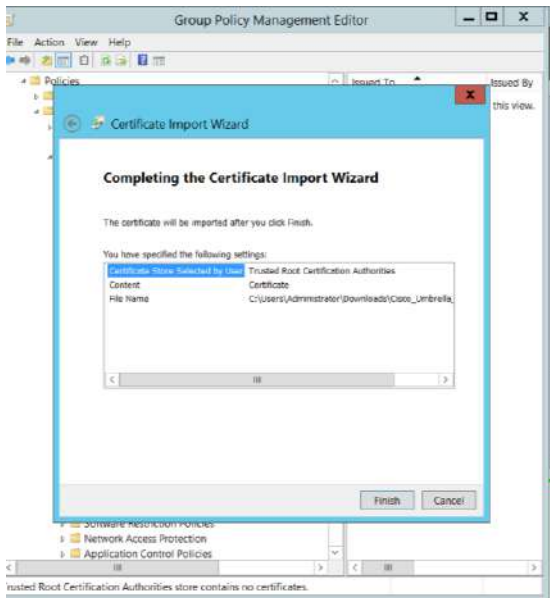 Group Policy Management Editor
File Action View Help
Policies
Issued To
Issued By
this view.
Certificate Import Wizard
Completing the Certificate Import Wizard
The certificate will be imported after you click Finish.
You have specified the following settings:
Certificate Store Selected by User Trusted Root Certification Authorities
Content Certificate
File Name C:\Users\Administrator\Downloads\Cisco_Umbrella_
Finish Cancel
Software Restriction Policies
Network Access Protection
Application Control Policies
Trusted Root Certification Authorities store contains no certificates.